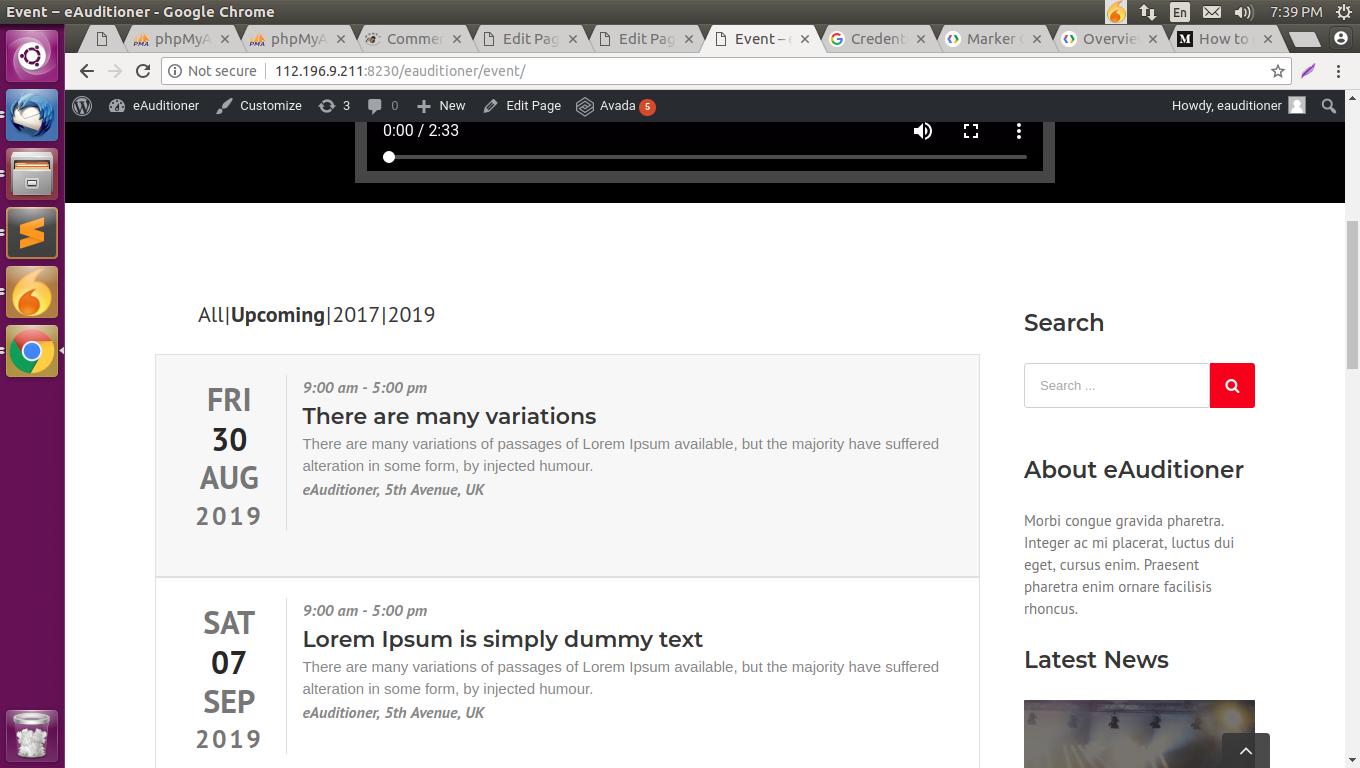 Event – eAuditioner - Google Chrome
En
7:39 PM
phpMyA
phpMyA
Comme
Edit Pag
Edit Pag
Event –
Credent
Marker
Overvie
How to
Not secure
112.196.9.211:8230/eauditioner/event/
eAuditioner
Customize
3
0
New
Edit Page
Avada
5
Howdy, eauditioner
0:00 / 2:33
All|Upcoming|2017|2019
FRI
30
AUG
2019
9:00 am - 5:00 pm
There are many variations
There are many variations of passages of Lorem Ipsum available, but the majority have suffered
alteration in some form, by injected humour.
eAuditioner, 5th Avenue, UK
SAT
07
SEP
2019
9:00 am - 5:00 pm
Lorem Ipsum is simply dummy text
There are many variations of passages of Lorem Ipsum available, but the majority have suffered
alteration in some form, by injected humour.
eAuditioner, 5th Avenue, UK
Search
Search ...
About eAuditioner
Morbi congue gravida pharetra.
Integer ac mi placerat, luctus dui
eget, cursus enim. Praesent
pharetra enim ornare facilisis
rhoncus.
Latest News